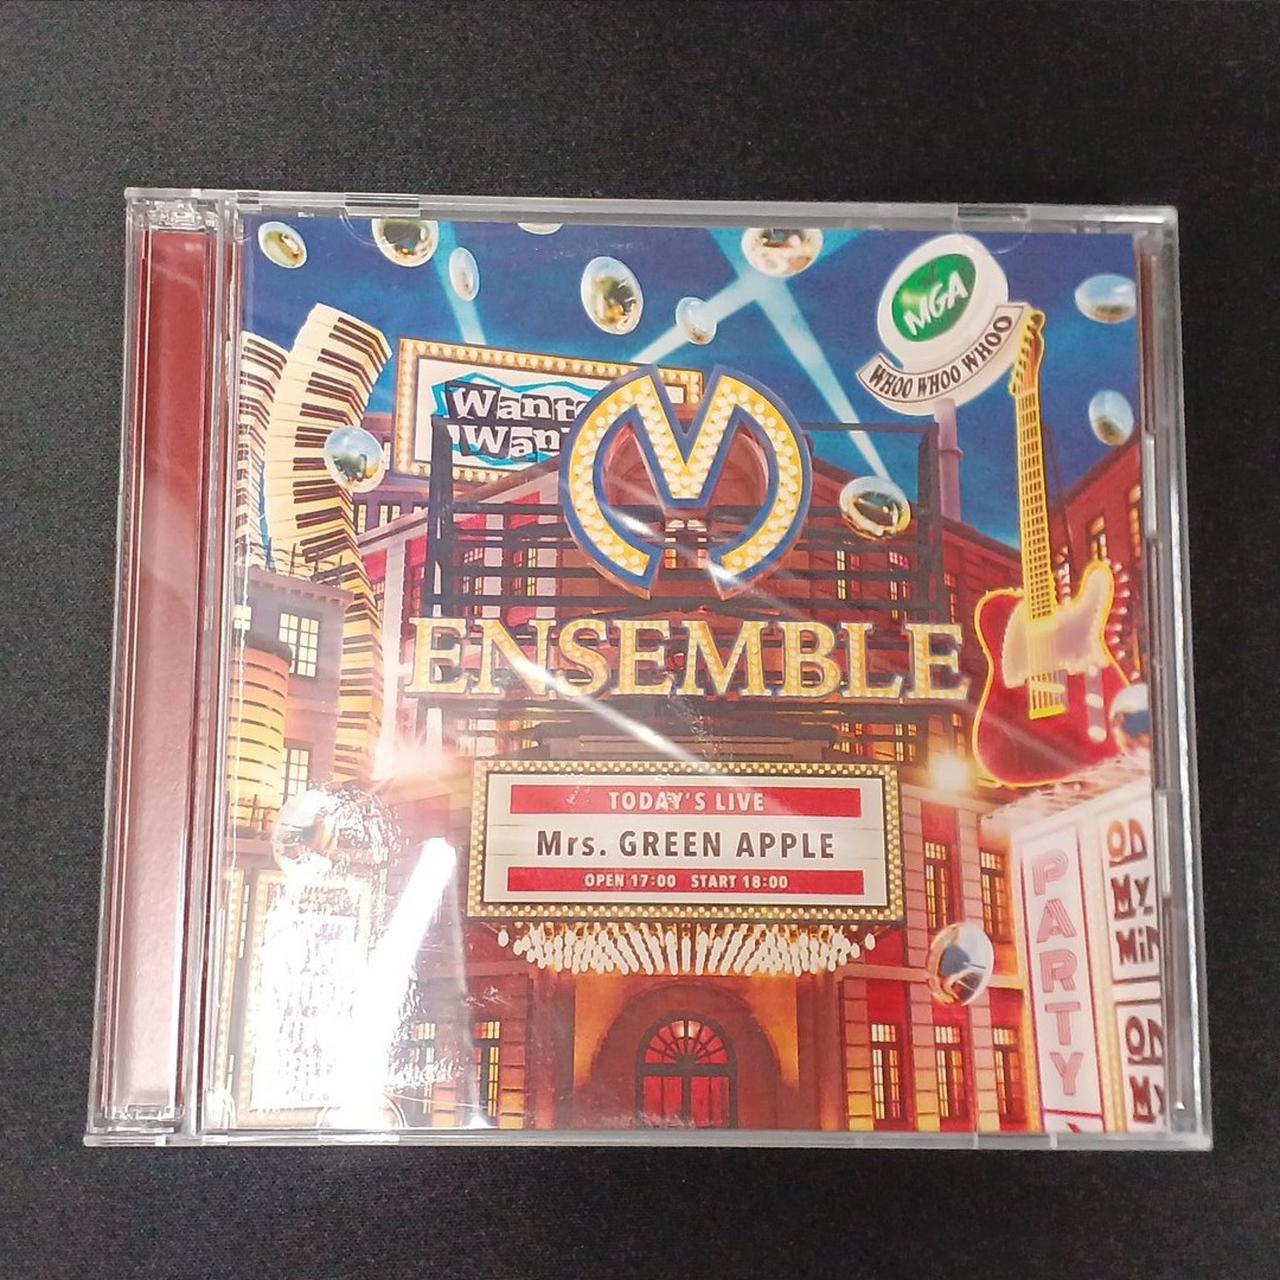 MGA
WHOO WHOO WHOO
M
ENSEMBLE
TODAY'S LIVE
Mrs. GREEN APPLE
OPEN 17:00 START 18:00
PARTY